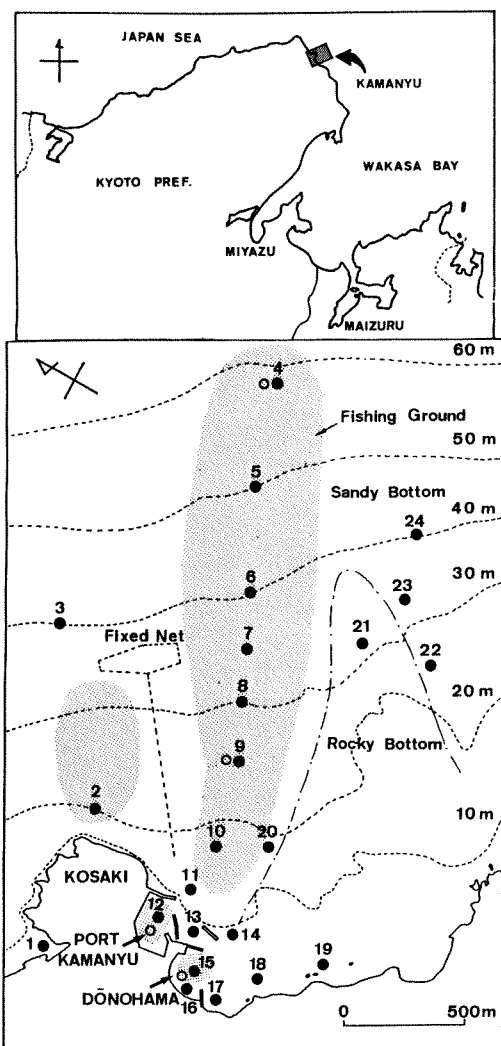 JAPAN SEA
KAMANYU
KYOTO PREF.
WAKASA BAY
MIYAZU
MAIZURU
60 m
4
Fishing Ground
50 m
5
Sandy Bottom
40 m
24
6
30 m
23
3
Fixed Net
7
21
22
8
20 m
9
Rocky Bottom
2
10 m
10
20
KOSAKI
11
12
13
14
1
PORT
KAMANYU
15
18
19
DŌNOHAMA
16
17
0
500m